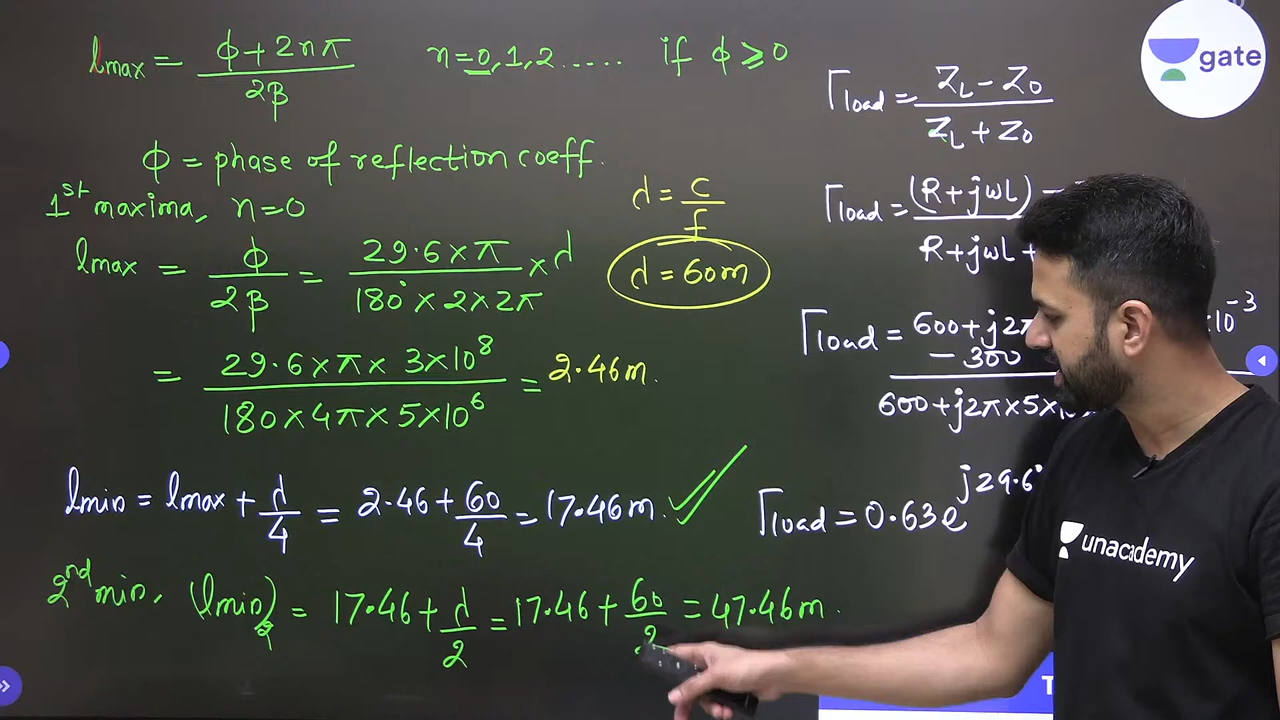 lmax = ϕ+2nπ / 2β n=0,1,2..... if ϕ ⩾ 0
ϕ = phase of reflection coeff.
1st maxima, n=0
lmax = ϕ / 2β = 29.6×π / 180°×2×2π × λ
= 29.6×π×3×10⁸ / 180×4π×5×10⁶ = 2.46m.
λ = c / f
λ = 60m
lmin = lmax + λ/4 = 2.46 + 60/4 = 17.46m.
2nd min, (lmin)2 = 17.46 + λ/2 = 17.46 + 60/2 = 47.46m.
Γload = ZL - Z0 / ZL + Z0
Γload = (R+jωL) - / R+jωL +
Γload = 600+j2π ×10⁻³ - 300 / 600+j2π×5×10
Γload = 0.63e^j29.6°
gate
unacademy
T